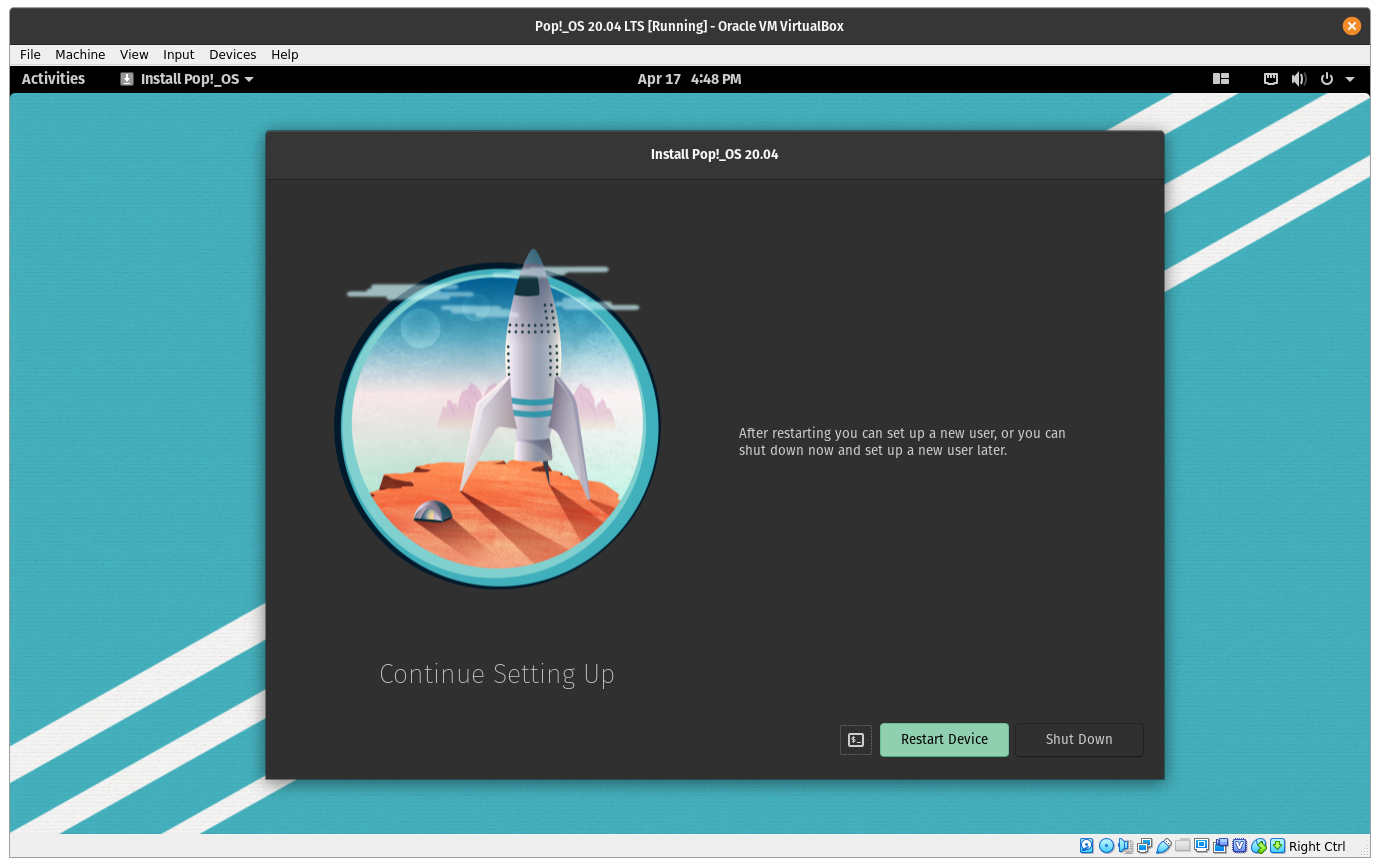 Pop!_OS 20.04 LTS [Running] - Oracle VM VirtualBox
File Machine View Input Devices Help
Activities Install Pop!_OS Apr 17 4:48 PM
Install Pop!_OS 20.04
After restarting you can set up a new user, or you can
shut down now and set up a new user later.
Continue Setting Up
$_ Restart Device Shut Down
V Right Ctrl